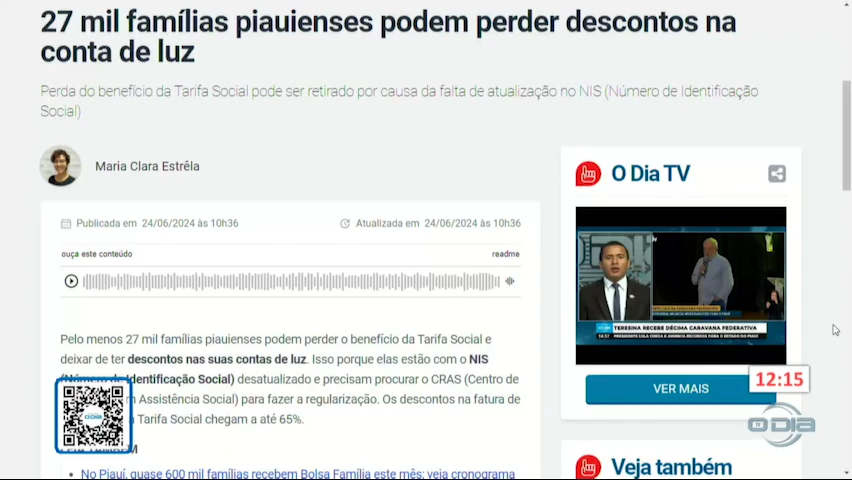 27 mil famílias piauienses podem perder descontos na
conta de luz
Perda do benefício da Tarifa Social pode ser retirado por causa da falta de atualização no NIS (Número de Identificação
Social)
Maria Clara Estrêla
Publicada em 24/06/2024 às 10h36
Atualizada em 24/06/2024 às 10h36
ouça este conteúdo
readme
Pelo menos 27 mil famílias piauienses podem perder o benefício da Tarifa Social e
deixar de ter descontos nas suas contas de luz. Isso porque elas estão com o NIS
de Identificação Social) desatualizado e precisam procurar o CRAS (Centro de
Assistência Social) para fazer a regularização. Os descontos na fatura de
Tarifa Social chegam a até 65%.
No Piauí, quase 600 mil famílias recebem Bolsa Família este mês; veja cronograma
O DIA
O Dia TV
TERESINA RECEBE DÉCIMA CARAVANA FEDERATIVA
VER MAIS
12:15
O DIA
Veja também